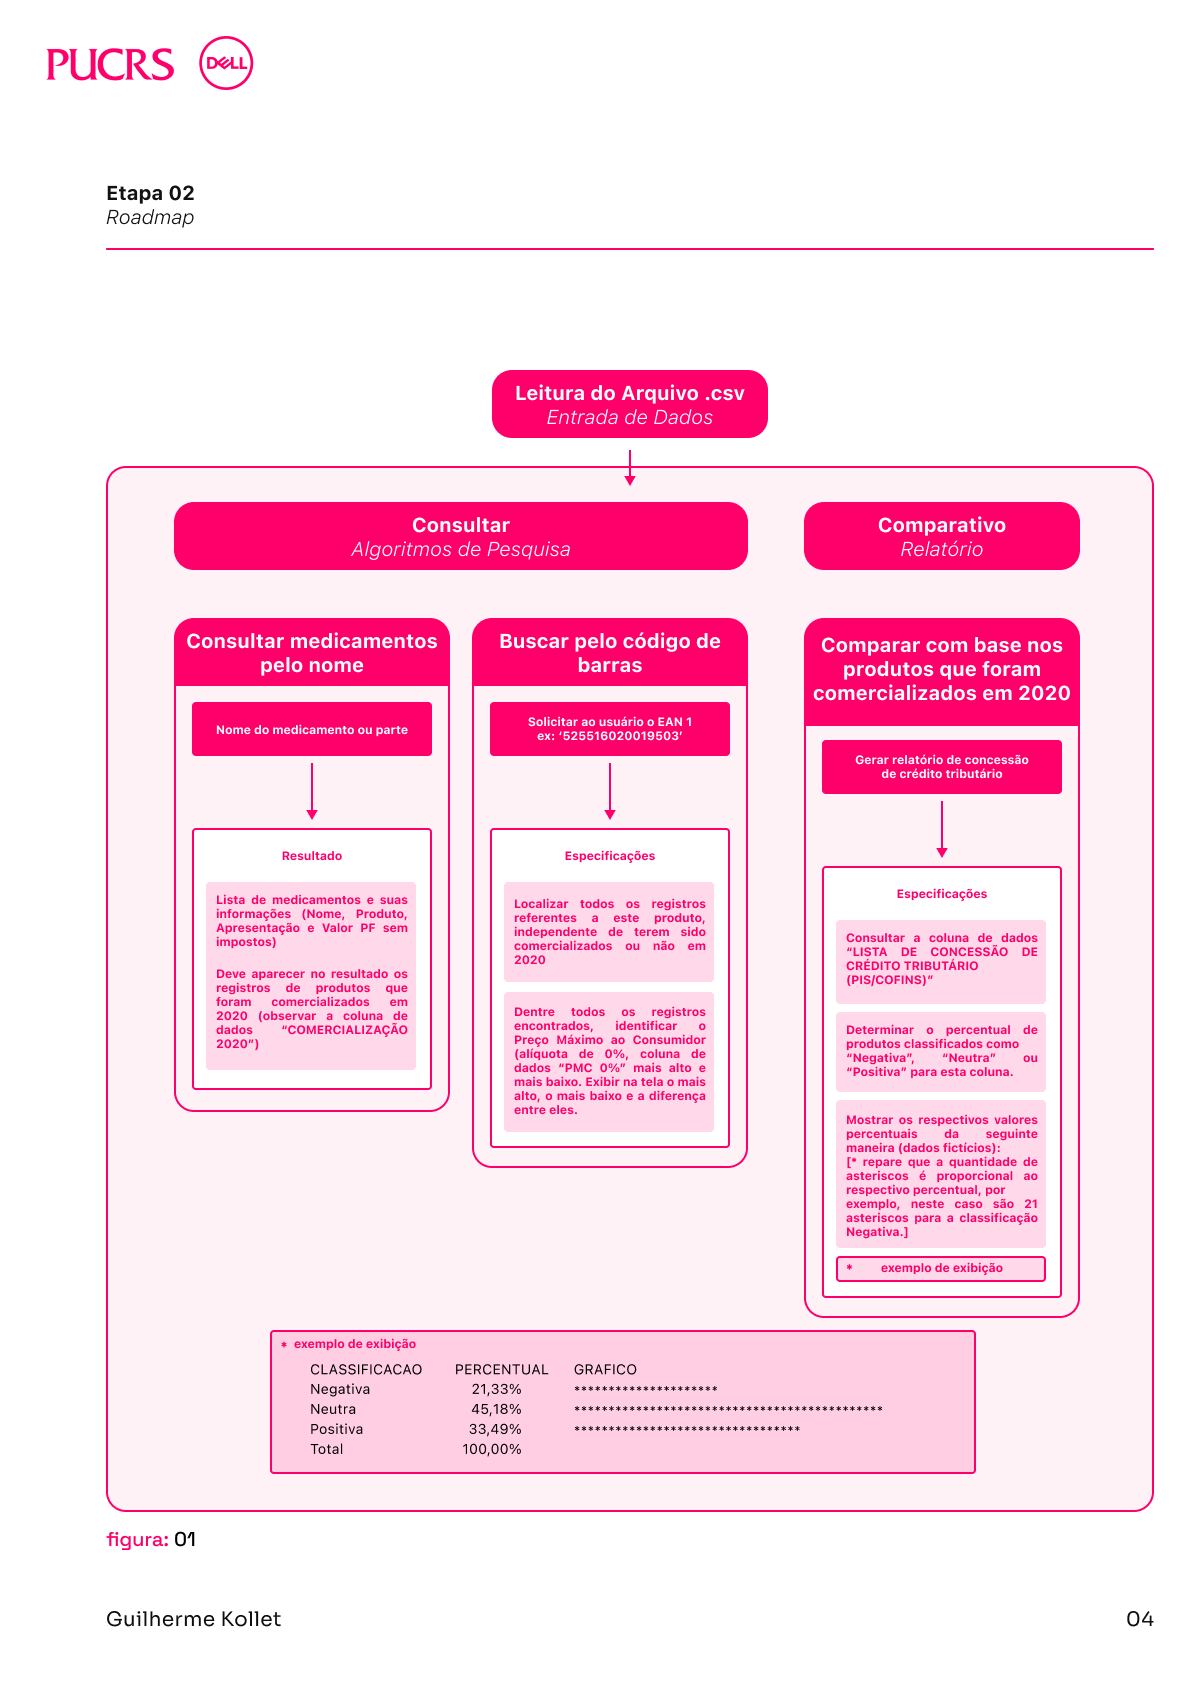 PUCRS DELL
Etapa 02
Roadmap
Leitura do Arquivo .csv
Entrada de Dados
Consultar
Algoritmos de Pesquisa
Comparativo
Relatório
Consultar medicamentos
pelo nome
Nome do medicamento ou parte
Resultado
Lista de medicamentos e suas
informações (Nome, Produto,
Apresentação e Valor PF sem
impostos)
Deve aparecer no resultado os
registros de produtos que
foram comercializados em
2020 (observar a coluna de
dados “COMERCIALIZAÇÃO
2020”)
Buscar pelo código de
barras
Solicitar ao usuário o EAN 1
ex: ‘525516020019503’
Especificações
Localizar todos os registros
referentes a este produto,
independente de terem sido
comercializados ou não em
2020
Dentre todos os registros
encontrados, identificar o
Preço Máximo ao Consumidor
(alíquota de 0%, coluna de
dados “PMC 0%” mais alto e
mais baixo. Exibir na tela o mais
alto, o mais baixo e a diferença
entre eles.
Comparar com base nos
produtos que foram
comercializados em 2020
Gerar relatório de concessão
de crédito tributário
Especificações
Consultar a coluna de dados
“LISTA DE CONCESSÃO DE
CRÉDITO TRIBUTÁRIO
(PIS/COFINS)”
Determinar o percentual de
produtos classificados como
“Negativa”, “Neutra” ou
“Positiva” para esta coluna.
Mostrar os respectivos valores
percentuais da seguinte
maneira (dados fictícios):
[* repare que a quantidade de
asteriscos é proporcional ao
respectivo percentual, por
exemplo, neste caso são 21
asteriscos para a classificação
Negativa.]
* exemplo de exibição
* exemplo de exibição
CLASSIFICACAO PERCENTUAL GRAFICO
Negativa 21,33% *********************
Neutra 45,18% *********************************************
Positiva 33,49% *********************************
Total 100,00%
figura: 01
Guilherme Kollet 04